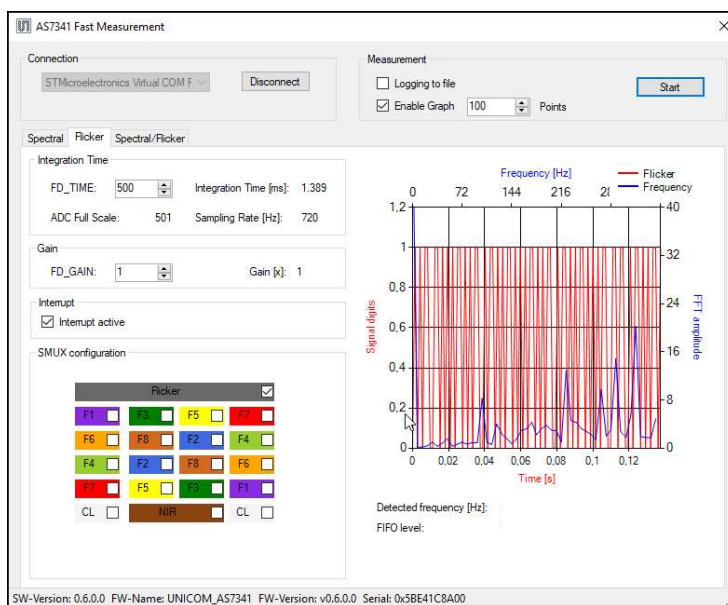 AS7341 Fast Measurement
Connection
STMicroelectronics Virtual COM F
Disconnect
Measurement
Logging to file
Enable Graph 100 Points
Start
Spectral Flicker Spectral/Flicker
Integration Time
FD_TIME: 500 Integration Time [ms]: 1.389
ADC Full Scale: 501 Sampling Rate [Hz]: 720
Gain
FD_GAIN: 1 Gain [x]: 1
Interrupt
Interrupt active
SMUX configuration
Flicker
F1 F3 F5 F7
F6 F8 F2 F4
F4 F2 F8 F6
F7 F5 F3 F1
CL NIR CL
Frequency [Hz]
Flicker
Frequency
0 72 144 216 28
1,2 40
1 33
0,8 24
0,6 16
0,4 8
0,2 0
0
Signal digits
FFT amplitude
0 0,02 0,04 0,06 0,08 0,1 0,12
Time [s]
Detected frequency [Hz]:
FIFO level:
SW-Version: 0.6.0.0 FW-Name: UNICOM_AS7341 FW-Version: v0.6.0.0 Serial: 0x5BE41C8A00